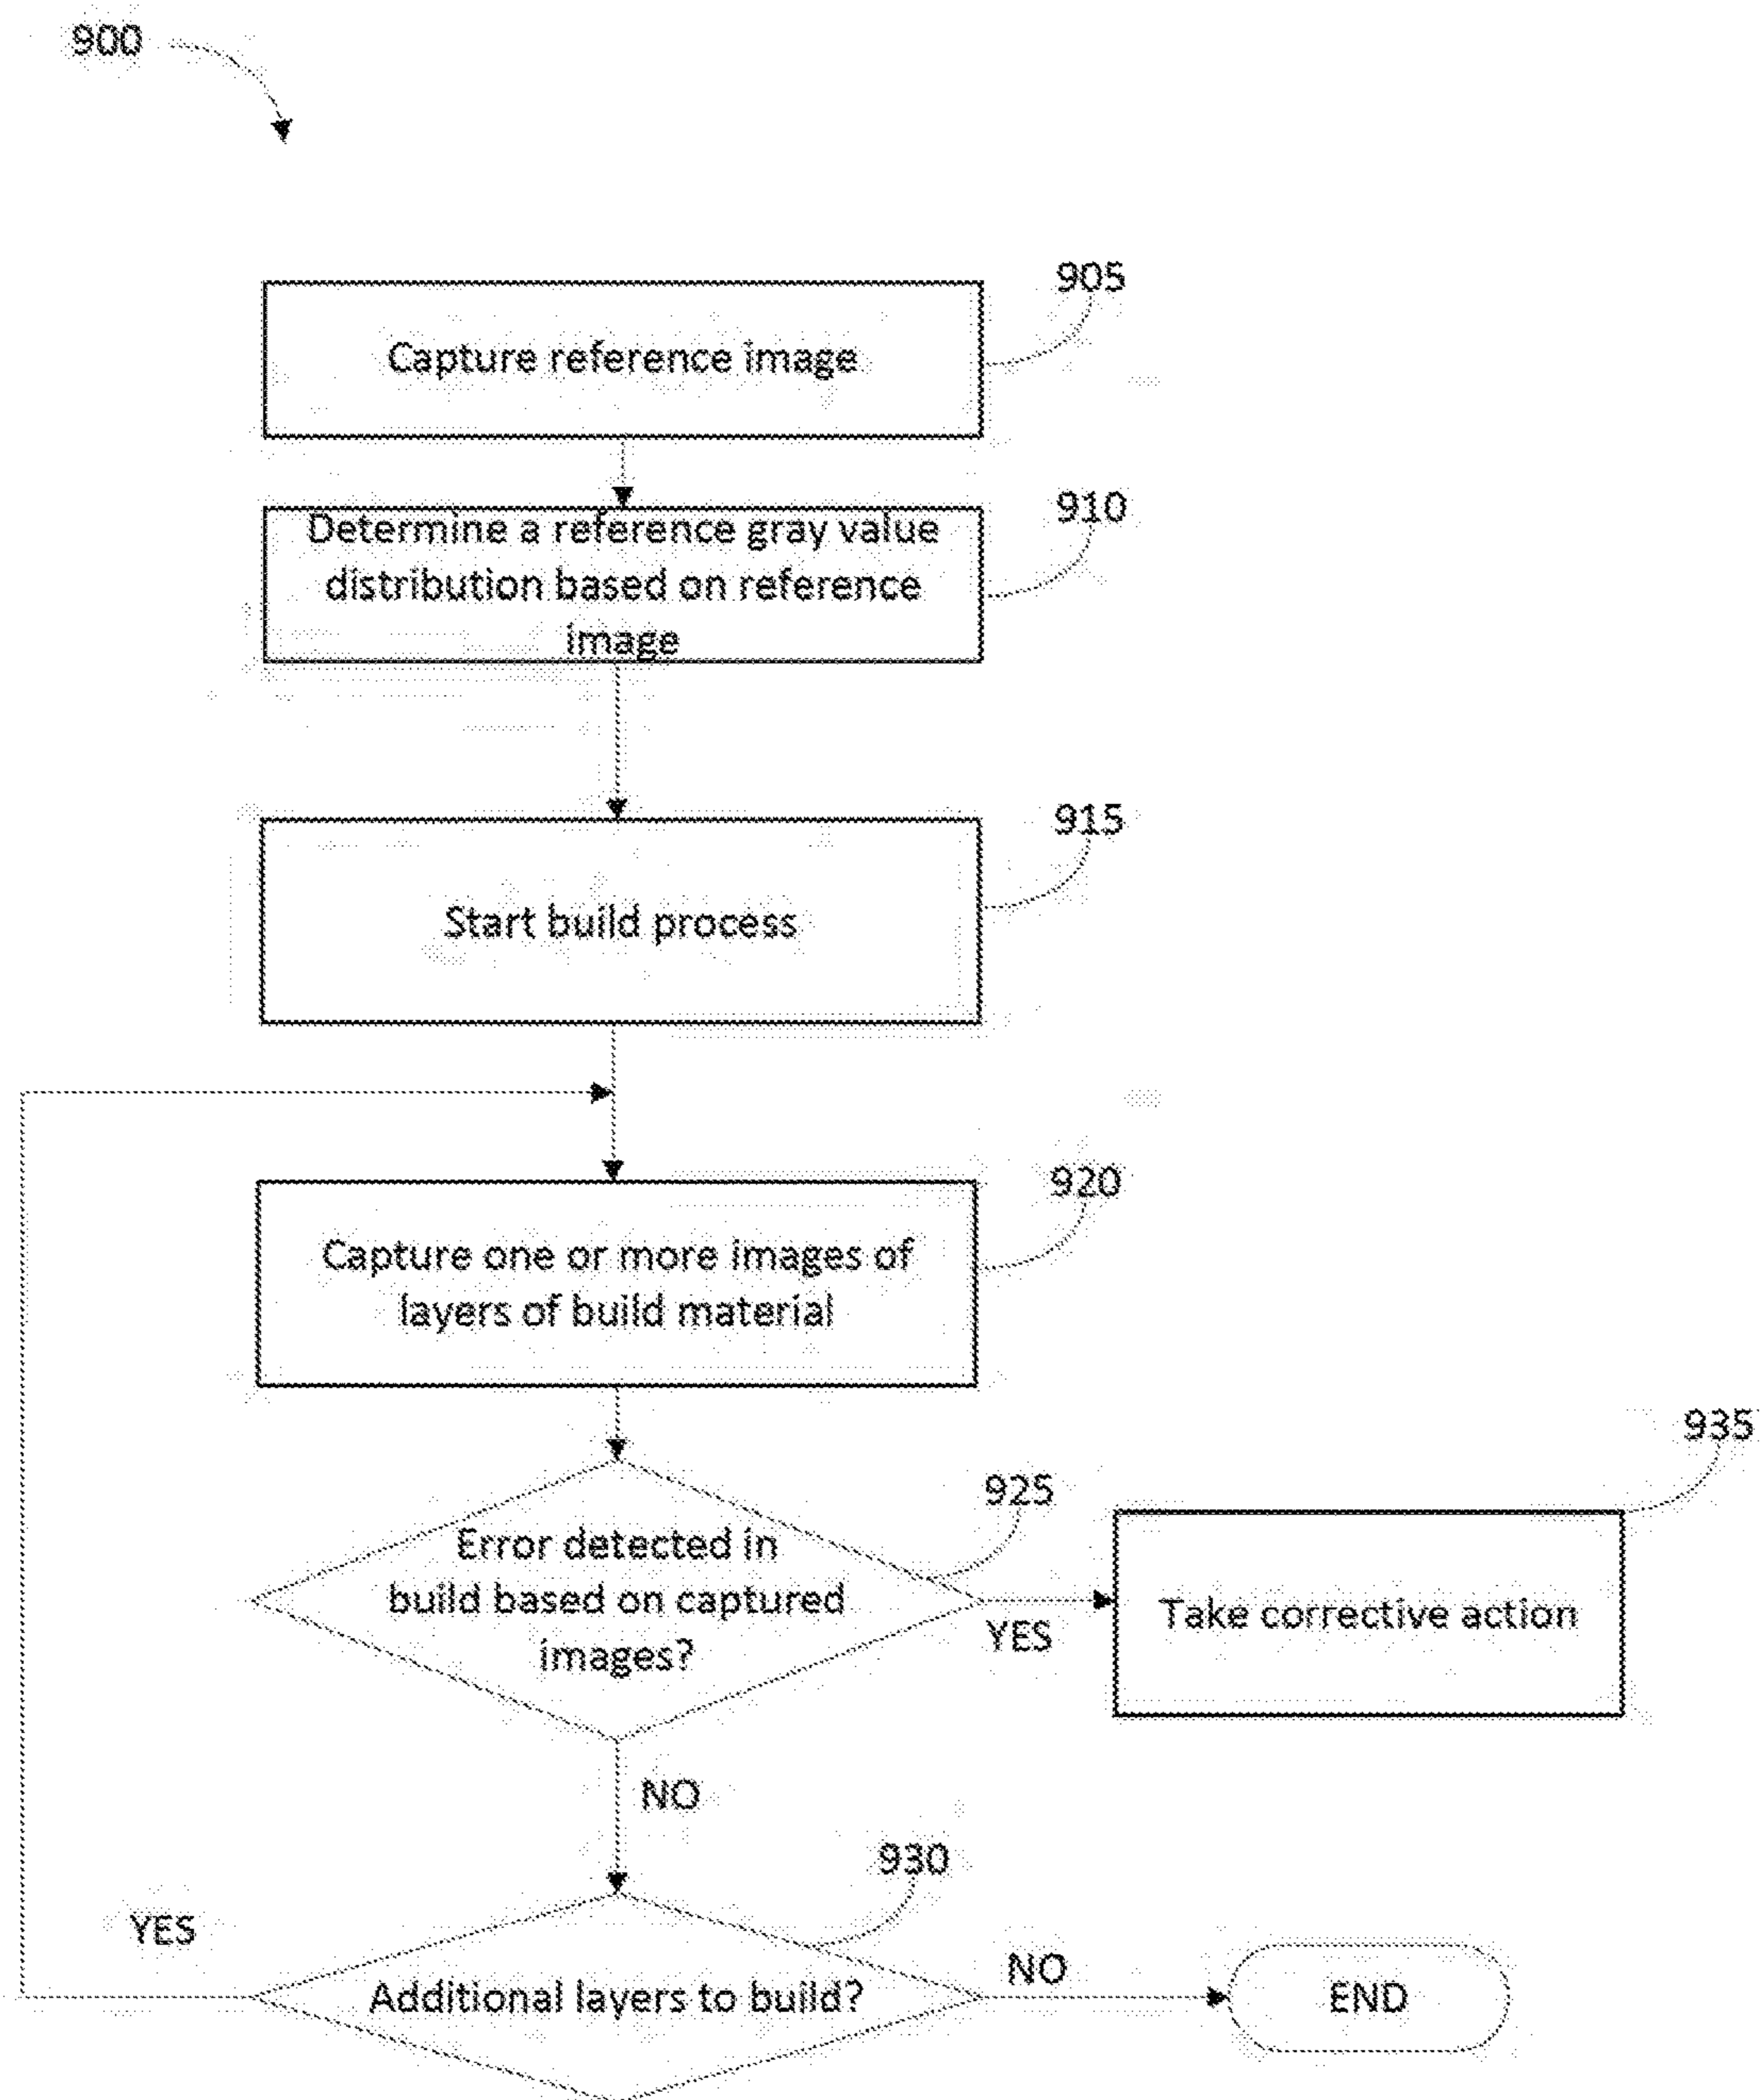 900
905
Capture reference image
910
Determine a reference gray value
distribution based on reference
image
915
Start build process
920
Capture one or more images of
layers of build material
935
925
Error detected in
build based on captured
images?
YES
Take corrective action
NO
930
YES
Additional layers to build?
NO
END